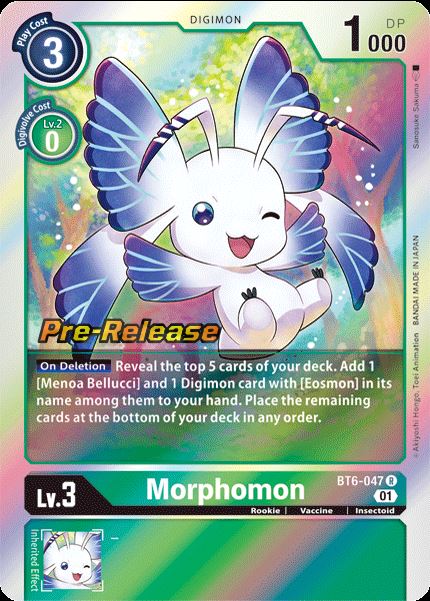 DIGIMON
Play Cost
3
DP
1000
Digivolve Cost
Lv.2
0
Sanosuke Sakuma
©Akiyoshi Hongo, Toei Animation BANDAI MADE IN JAPAN
Pre-Release
On Deletion Reveal the top 5 cards of your deck. Add 1
[Menoa Bellucci] and 1 Digimon card with [Eosmon] in its
name among them to your hand. Place the remaining
cards at the bottom of your deck in any order.
Lv.3
Morphomon
BT6-047 R
01
Rookie | Vaccine | Insectoid
Inherited Effect
-